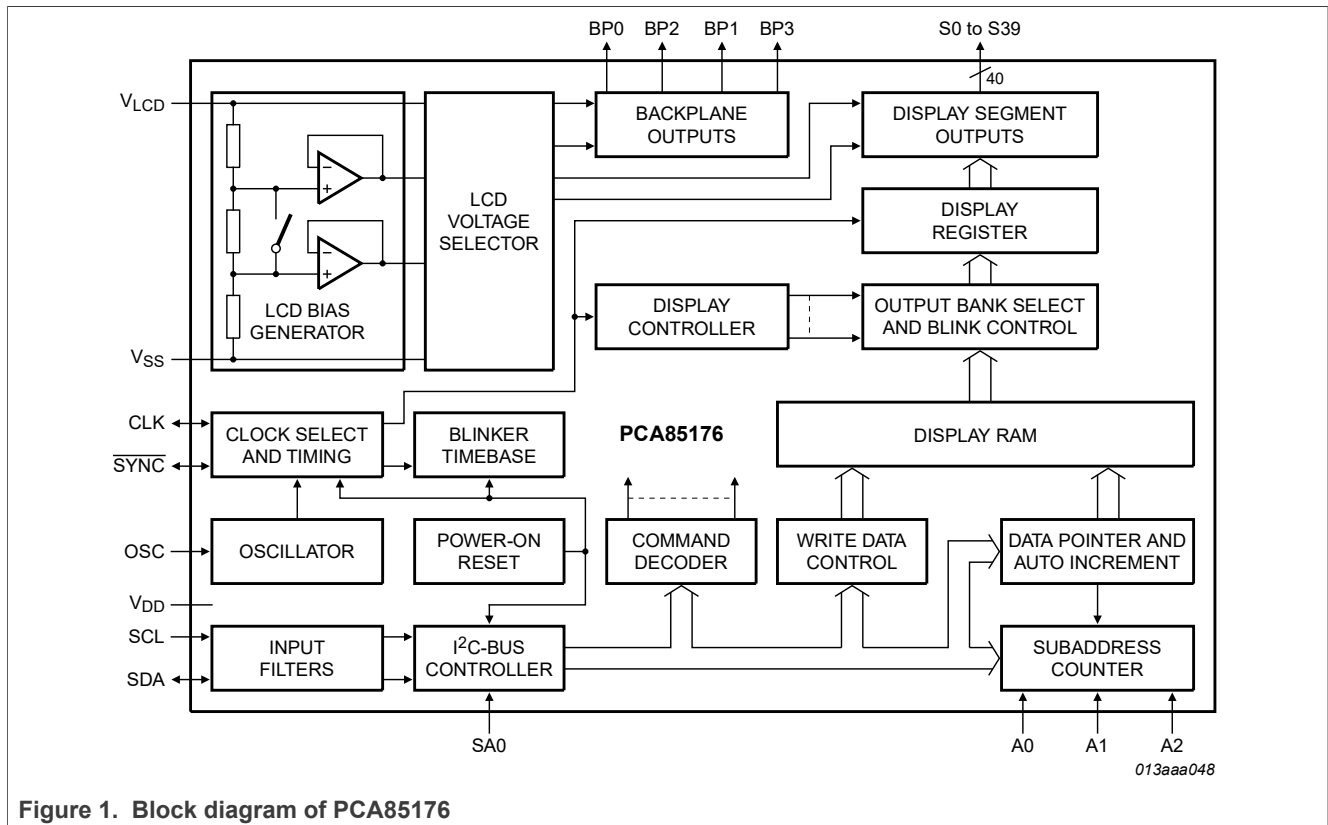 BP0 BP2 BP1 BP3 S0 to S39
40
VLCD
BACKPLANE
OUTPUTS
DISPLAY SEGMENT
OUTPUTS
LCD
VOLTAGE
SELECTOR
DISPLAY
REGISTER
LCD BIAS
GENERATOR
DISPLAY
CONTROLLER
OUTPUT BANK SELECT
AND BLINK CONTROL
VSS
CLK
SYNC
CLOCK SELECT
AND TIMING
BLINKER
TIMEBASE
PCA85176
DISPLAY RAM
OSC
OSCILLATOR
POWER-ON
RESET
COMMAND
DECODER
WRITE DATA
CONTROL
DATA POINTER AND
AUTO INCREMENT
VDD
SCL
SDA
INPUT
FILTERS
I2C-BUS
CONTROLLER
SUBADDRESS
COUNTER
SA0 A0 A1 A2
013aaa048
Figure 1. Block diagram of PCA85176